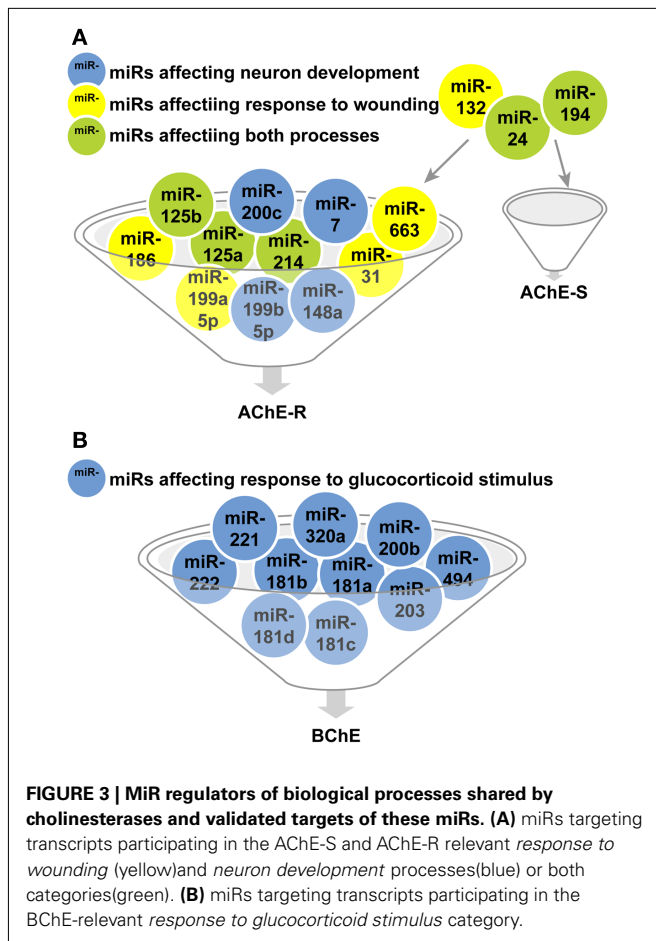 A
miR- miRs affecting neuron development
miR- miRs affectiing response to wounding
miR- miRs affectiing both processes
miR-
132
miR-
24
miR-
194
miR-
125b
miR-
200c
miR-
7
miR-
663
miR-
186
miR-
125a
miR-
214
miR-
31
miR-
199a
5p
miR-
199b
5p
miR-
148a
AChE-S
AChE-R
B
miR- miRs affecting response to glucocorticoid stimulus
miR-
221
miR-
320a
miR-
200b
miR-
222
miR-
181b
miR-
181a
miR-
203
miR-
494
miR-
181d
miR-
181c
BChE
FIGURE 3 | MiR regulators of biological processes shared by
cholinesterases and validated targets of these miRs. (A) miRs targeting
transcripts participating in the AChE-S and AChE-R relevant response to
wounding (yellow)and neuron development processes(blue) or both
categories(green). (B) miRs targeting transcripts participating in the
BChE-relevant response to glucocorticoid stimulus category.